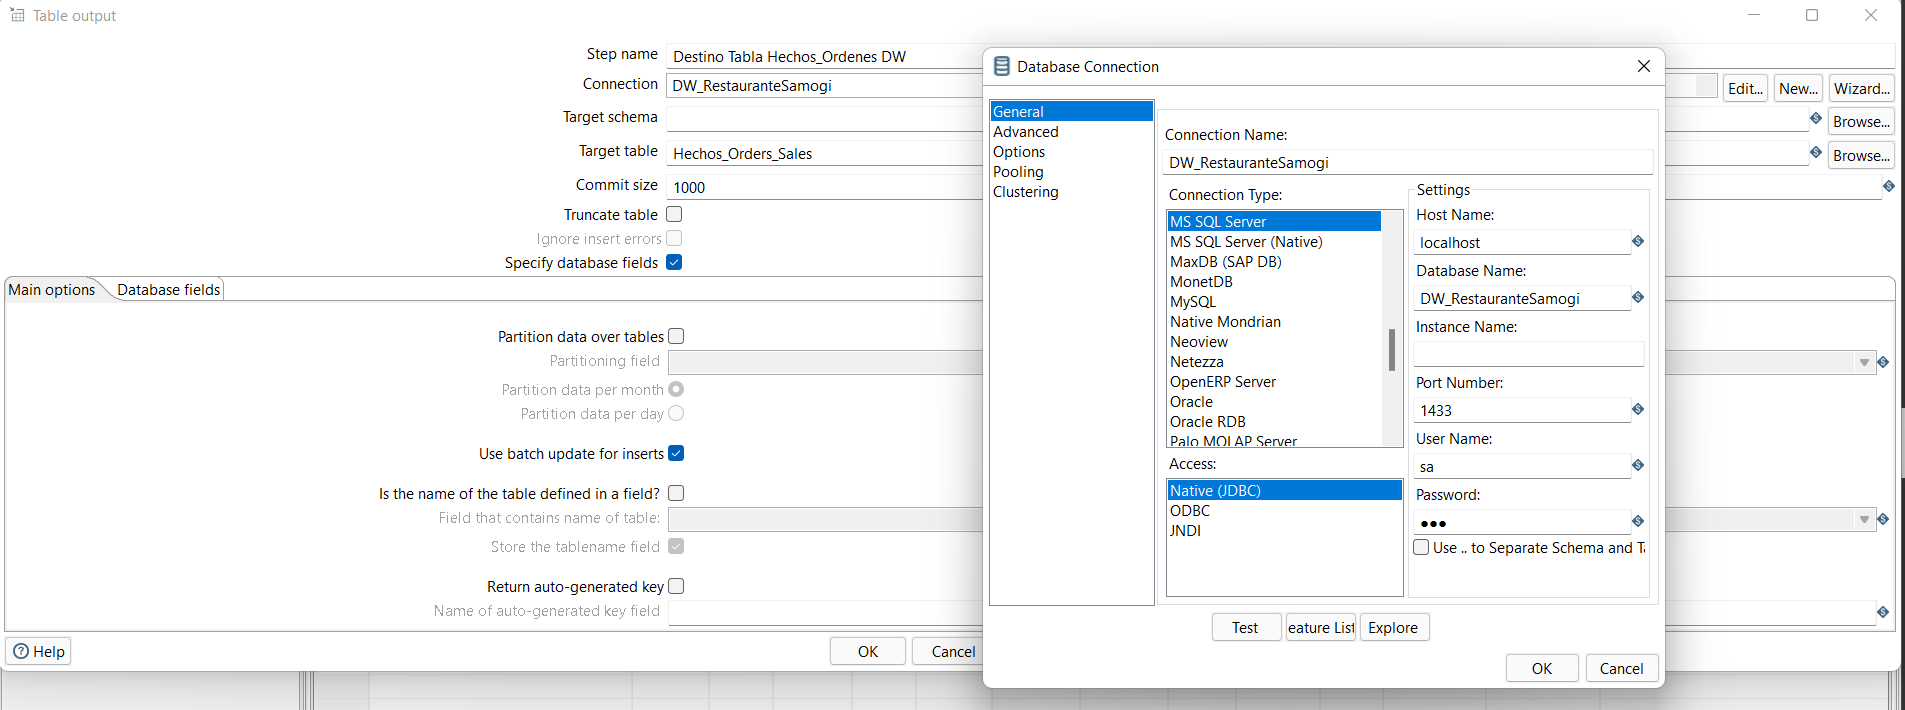 Table output
Step name
Destino Tabla Hechos_Ordenes DW
Connection
DW_RestauranteSamogi
Edit...
New...
Wizard...
Target schema
Browse...
Target table
Hechos_Orders_Sales
Browse...
Commit size
1000
Truncate table
Ignore insert errors
Specify database fields
Main options
Database fields
Partition data over tables
Partitioning field
Partition data per month
Partition data per day
Use batch update for inserts
Is the name of the table defined in a field?
Field that contains name of table:
Store the tablename field
Return auto-generated key
Name of auto-generated key field
Help
OK
Cancel
Database Connection
General
Advanced
Options
Pooling
Clustering
Connection Name:
DW_RestauranteSamogi
Connection Type:
MS SQL Server
MS SQL Server (Native)
MaxDB (SAP DB)
MonetDB
MySQL
Native Mondrian
Neoview
Netezza
OpenERP Server
Oracle
Oracle RDB
Palo MOLAP Server
Access:
Native (JDBC)
ODBC
JNDI
Settings
Host Name:
localhost
Database Name:
DW_RestauranteSamogi
Instance Name:
Port Number:
1433
User Name:
sa
Password:
●●●
Use .. to Separate Schema and Ta
Test
eature List
Explore
OK
Cancel